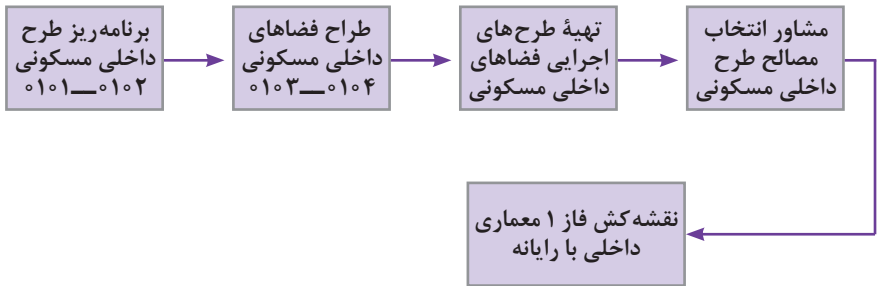 برنامه‌ریز طرح
داخلی مسکونی
۰۱۰۱ــ۰۱۰۲
طراح فضاهای
داخلی مسکونی
۰۱۰۳ــ۰۱۰۴
تهیهٔ طرح‌های
اجرایی فضاهای
داخلی مسکونی
مشاور انتخاب
مصالح طرح
داخلی مسکونی
نقشه‌کش فاز ۱ معماری
داخلی با رایانه